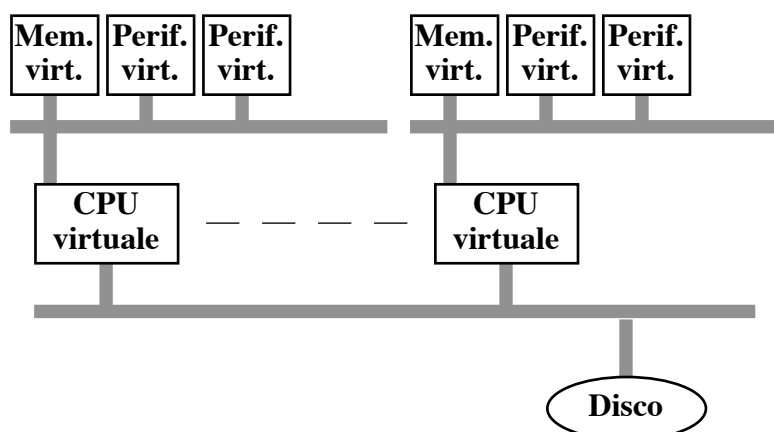 Mem.
virt.
Perif.
virt.
Perif.
virt.
Mem.
virt.
Perif.
virt.
Perif.
virt.
CPU
virtuale
CPU
virtuale
Disco